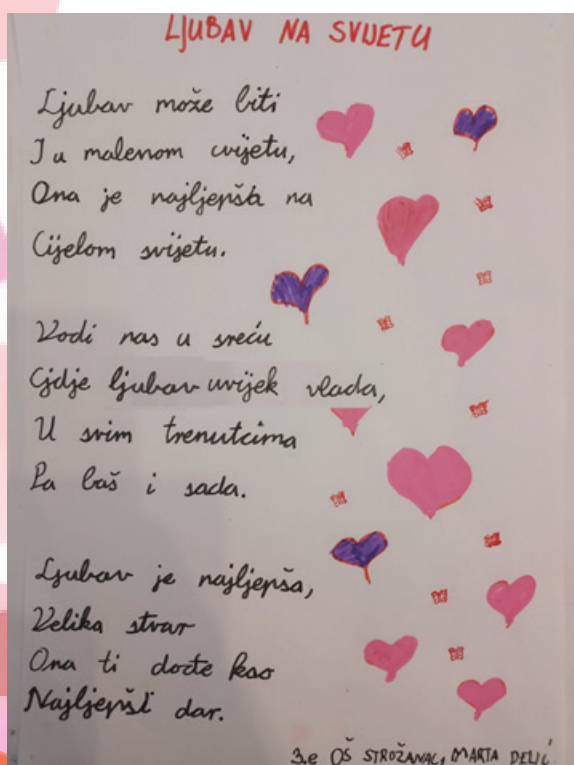 LJUBAV NA SVIJETU
Ljubav može biti
I u malenom cvijetu,
Ona je najljepša na
Cijelom svijetu.
Vodi nas u sreću
Gdje ljubav uvijek vlada,
U svim trenutcima
Pa baš i sada.
Ljubav je najljepša,
Velika stvar
Ona ti dođe kao
Najljepši dar.
3.e OŠ STROŽANAC, MARTA DELIĆ